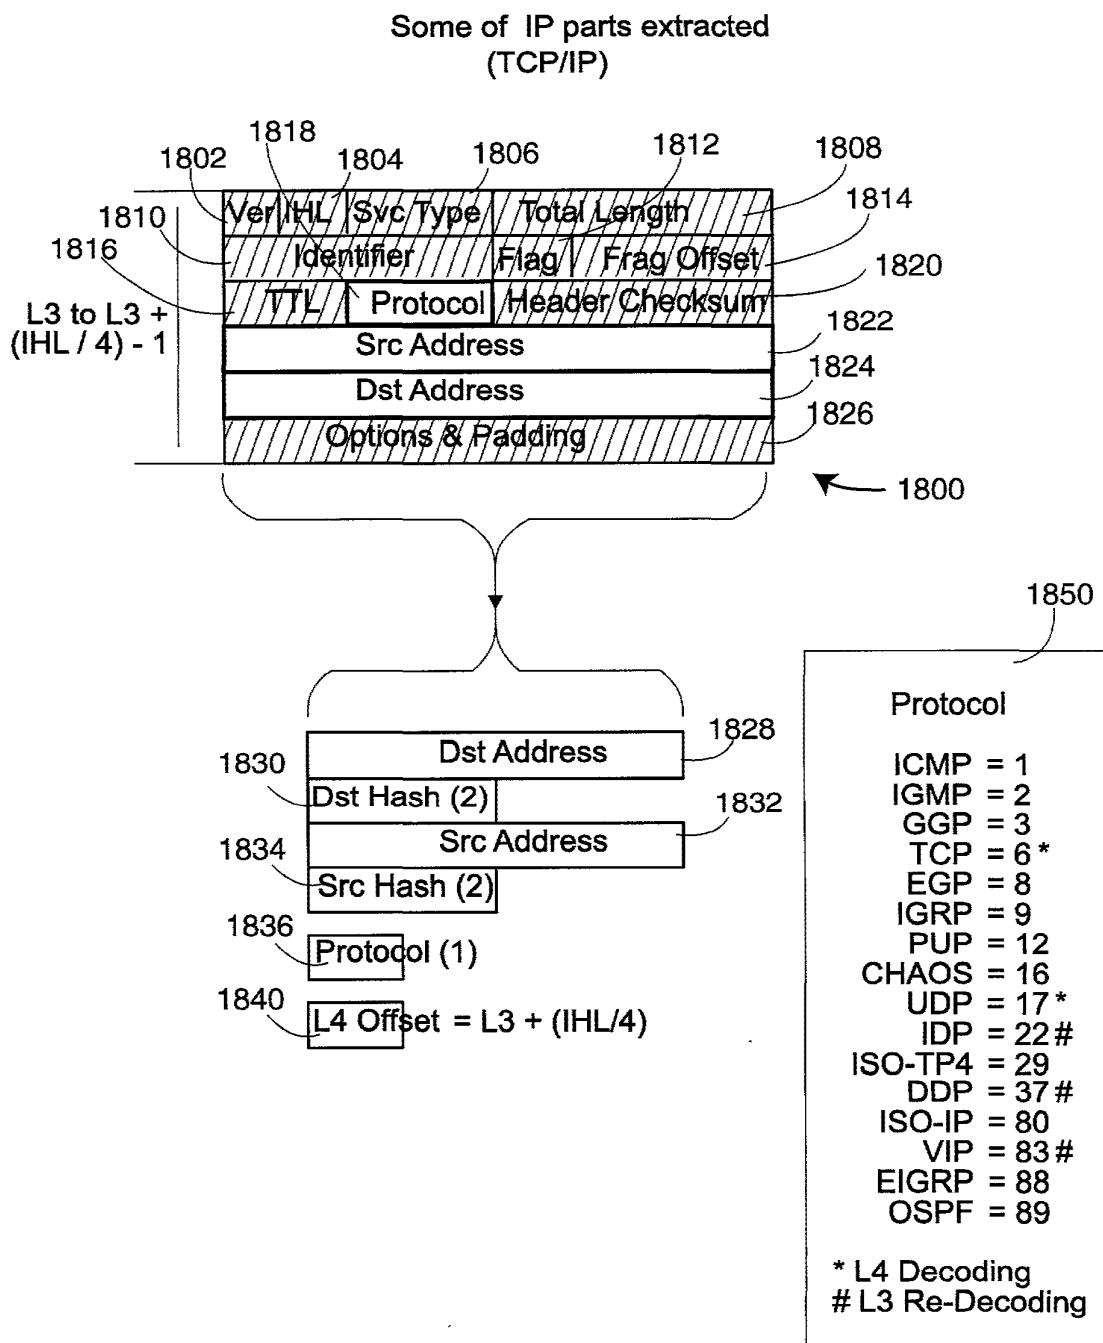 Some of IP parts extracted
(TCP/IP)
1818
1802
1804
1806
1812
1808
1810
Ver IHL Svc Type Total Length
1814
1816
Identifier Flag Frag Offset
1820
TTL Protocol Header Checksum
L3 to L3 +
(IHL / 4) - 1
Src Address
1822
Dst Address
1824
Options & Padding
1826
1800
1850
Dst Address
1828
1830
Dst Hash (2)
1832
Src Address
1834
Src Hash (2)
1836
Protocol (1)
1840
L4 Offset = L3 + (IHL/4)
Protocol
ICMP = 1
IGMP = 2
GGP = 3
TCP = 6 *
EGP = 8
IGRP = 9
PUP = 12
CHAOS = 16
UDP = 17 *
IDP = 22 #
ISO-TP4 = 29
DDP = 37 #
ISO-IP = 80
VIP = 83 #
EIGRP = 88
OSPF = 89
* L4 Decoding
# L3 Re-Decoding